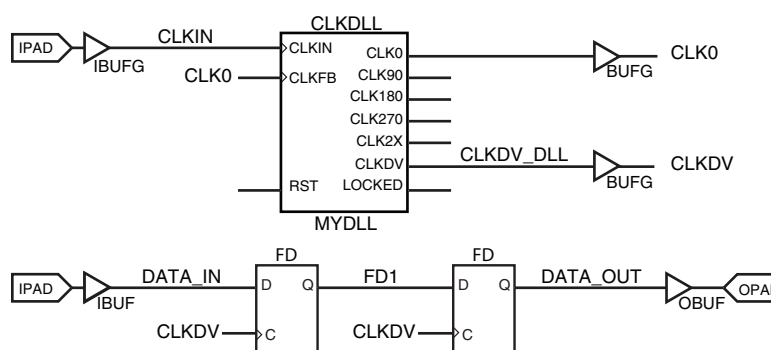 CLKDLL
IPAD
IBUFG
CLKIN
CLKIN
CLK0
BUFG
CLK0
CLK0
CLKFB
CLK90
CLK180
CLK270
CLK2X
CLKDV
CLKDV_DLL
BUFG
CLKDV
RST
LOCKED
MYDLL
FD
FD
IPAD
IBUF
DATA_IN
D
Q
FD1
D
Q
DATA_OUT
OBUF
OPA
CLKDV
C
CLKDV
C